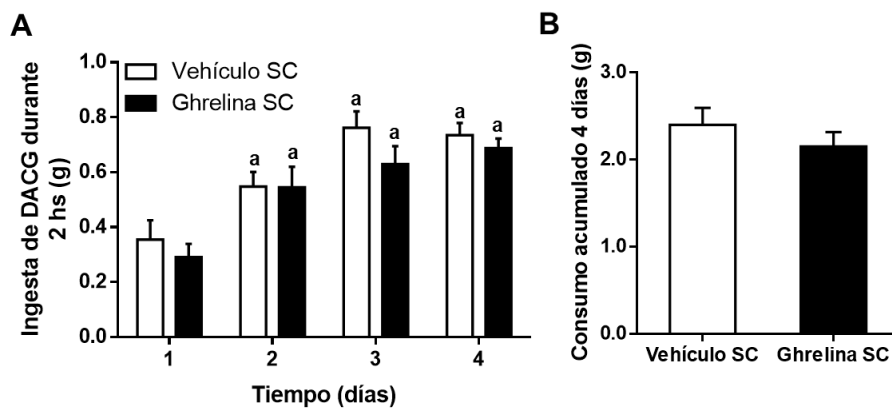 A
Ingesta de DACG durante
2 hs (g)
1.0
0.8
0.6
0.4
0.2
0.0
Vehículo SC
Ghrelina SC
a
a
a
a
a
a
1
2
3
4
Tiempo (días)
B
Consumo acumulado 4 días (g)
3.0
2.0
1.0
0.0
Vehículo SC
Ghrelina SC